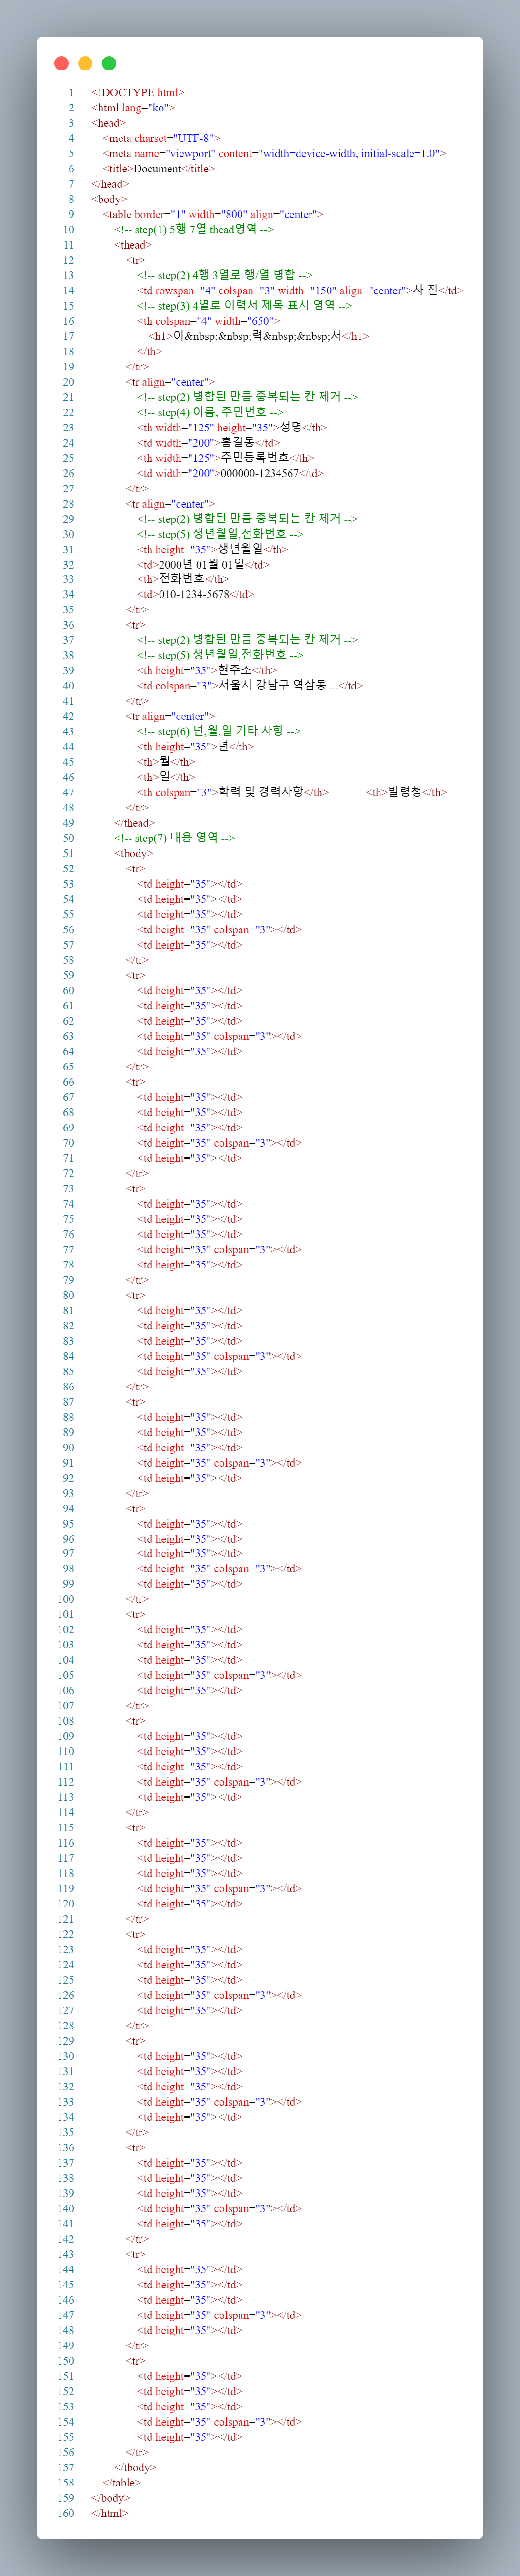 1 <!DOCTYPE html>
2 <html lang="ko">
3 <head>
4     <meta charset="UTF-8">
5     <meta name="viewport" content="width=device-width, initial-scale=1.0">
6     <title>Document</title>
7 </head>
8 <body>
9     <table border="1" width="800" align="center">
10         <!-- step(1) 5행 7열 thead영역 -->
11         <thead>
12             <tr>
13                 <!-- step(2) 4행 3열로 행/열 병합 -->
14                 <td rowspan="4" colspan="3" width="150" align="center">사 진</td>
15                 <!-- step(3) 4열로 이력서 제목 표시 영역 -->
16                 <th colspan="4" width="650">
17                     <h1>이&nbsp;&nbsp;력&nbsp;&nbsp;서</h1>
18                 </th>
19             </tr>
20             <tr align="center">
21                 <!-- step(2) 병합된 만큼 중복되는 칸 제거 -->
22                 <!-- step(4) 이름, 주민번호 -->
23                 <th width="125" height="35">성명</th>
24                 <td width="200">홍길동</td>
25                 <th width="125">주민등록번호</th>
26                 <td width="200">000000-1234567</td>
27             </tr>
28             <tr align="center">
29                 <!-- step(2) 병합된 만큼 중복되는 칸 제거 -->
30                 <!-- step(5) 생년월일,전화번호 -->
31                 <th height="35">생년월일</th>
32                 <td>2000년 01월 01일</td>
33                 <th>전화번호</th>
34                 <td>010-1234-5678</td>
35             </tr>
36             <tr>
37                 <!-- step(2) 병합된 만큼 중복되는 칸 제거 -->
38                 <!-- step(5) 생년월일,전화번호 -->
39                 <th height="35">현주소</th>
40                 <td colspan="3">서울시 강남구 역삼동 ...</td>
41             </tr>
42             <tr align="center">
43                 <!-- step(6) 년,월,일 기타 사항 -->
44                 <th height="35">년</th>
45                 <th>월</th>
46                 <th>일</th>
47                 <th colspan="3">학력 및 경력사항</th>             <th>발령청</th>
48             </tr>
49         </thead>
50         <!-- step(7) 내용 영역 -->
51         <tbody>
52             <tr>
53                 <td height="35"></td>
54                 <td height="35"></td>
55                 <td height="35"></td>
56                 <td height="35" colspan="3"></td>
57                 <td height="35"></td>
58             </tr>
59             <tr>
60                 <td height="35"></td>
61                 <td height="35"></td>
62                 <td height="35"></td>
63                 <td height="35" colspan="3"></td>
64                 <td height="35"></td>
65             </tr>
66             <tr>
67                 <td height="35"></td>
68                 <td height="35"></td>
69                 <td height="35"></td>
70                 <td height="35" colspan="3"></td>
71                 <td height="35"></td>
72             </tr>
73             <tr>
74                 <td height="35"></td>
75                 <td height="35"></td>
76                 <td height="35"></td>
77                 <td height="35" colspan="3"></td>
78                 <td height="35"></td>
79             </tr>
80             <tr>
81                 <td height="35"></td>
82                 <td height="35"></td>
83                 <td height="35"></td>
84                 <td height="35" colspan="3"></td>
85                 <td height="35"></td>
86             </tr>
87             <tr>
88                 <td height="35"></td>
89                 <td height="35"></td>
90                 <td height="35"></td>
91                 <td height="35" colspan="3"></td>
92                 <td height="35"></td>
93             </tr>
94             <tr>
95                 <td height="35"></td>
96                 <td height="35"></td>
97                 <td height="35"></td>
98                 <td height="35" colspan="3"></td>
99                 <td height="35"></td>
100             </tr>
101             <tr>
102                 <td height="35"></td>
103                 <td height="35"></td>
104                 <td height="35"></td>
105                 <td height="35" colspan="3"></td>
106                 <td height="35"></td>
107             </tr>
108             <tr>
109                 <td height="35"></td>
110                 <td height="35"></td>
111                 <td height="35"></td>
112                 <td height="35" colspan="3"></td>
113                 <td height="35"></td>
114             </tr>
115             <tr>
116                 <td height="35"></td>
117                 <td height="35"></td>
118                 <td height="35"></td>
119                 <td height="35" colspan="3"></td>
120                 <td height="35"></td>
121             </tr>
122             <tr>
123                 <td height="35"></td>
124                 <td height="35"></td>
125                 <td height="35"></td>
126                 <td height="35" colspan="3"></td>
127                 <td height="35"></td>
128             </tr>
129             <tr>
130                 <td height="35"></td>
131                 <td height="35"></td>
132                 <td height="35"></td>
133                 <td height="35" colspan="3"></td>
134                 <td height="35"></td>
135             </tr>
136             <tr>
137                 <td height="35"></td>
138                 <td height="35"></td>
139                 <td height="35"></td>
140                 <td height="35" colspan="3"></td>
141                 <td height="35"></td>
142             </tr>
143             <tr>
144                 <td height="35"></td>
145                 <td height="35"></td>
146                 <td height="35"></td>
147                 <td height="35" colspan="3"></td>
148                 <td height="35"></td>
149             </tr>
150             <tr>
151                 <td height="35"></td>
152                 <td height="35"></td>
153                 <td height="35"></td>
154                 <td height="35" colspan="3"></td>
155                 <td height="35"></td>
156             </tr>
157         </tbody>
158     </table>
159 </body>
160 </html>